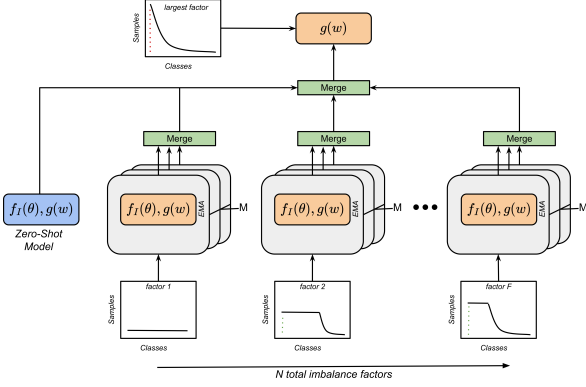 largest factor
Samples
Classes
g(w)
Merge
Merge
Merge
Merge
f_I(θ), g(w)
Zero-Shot
Model
f_I(θ), g(w)
EMA
M
f_I(θ), g(w)
EMA
M
•••
f_I(θ), g(w)
EMA
M
factor 1
Samples
Classes
factor 2
Samples
Classes
factor F
Samples
Classes
N total imbalance factors